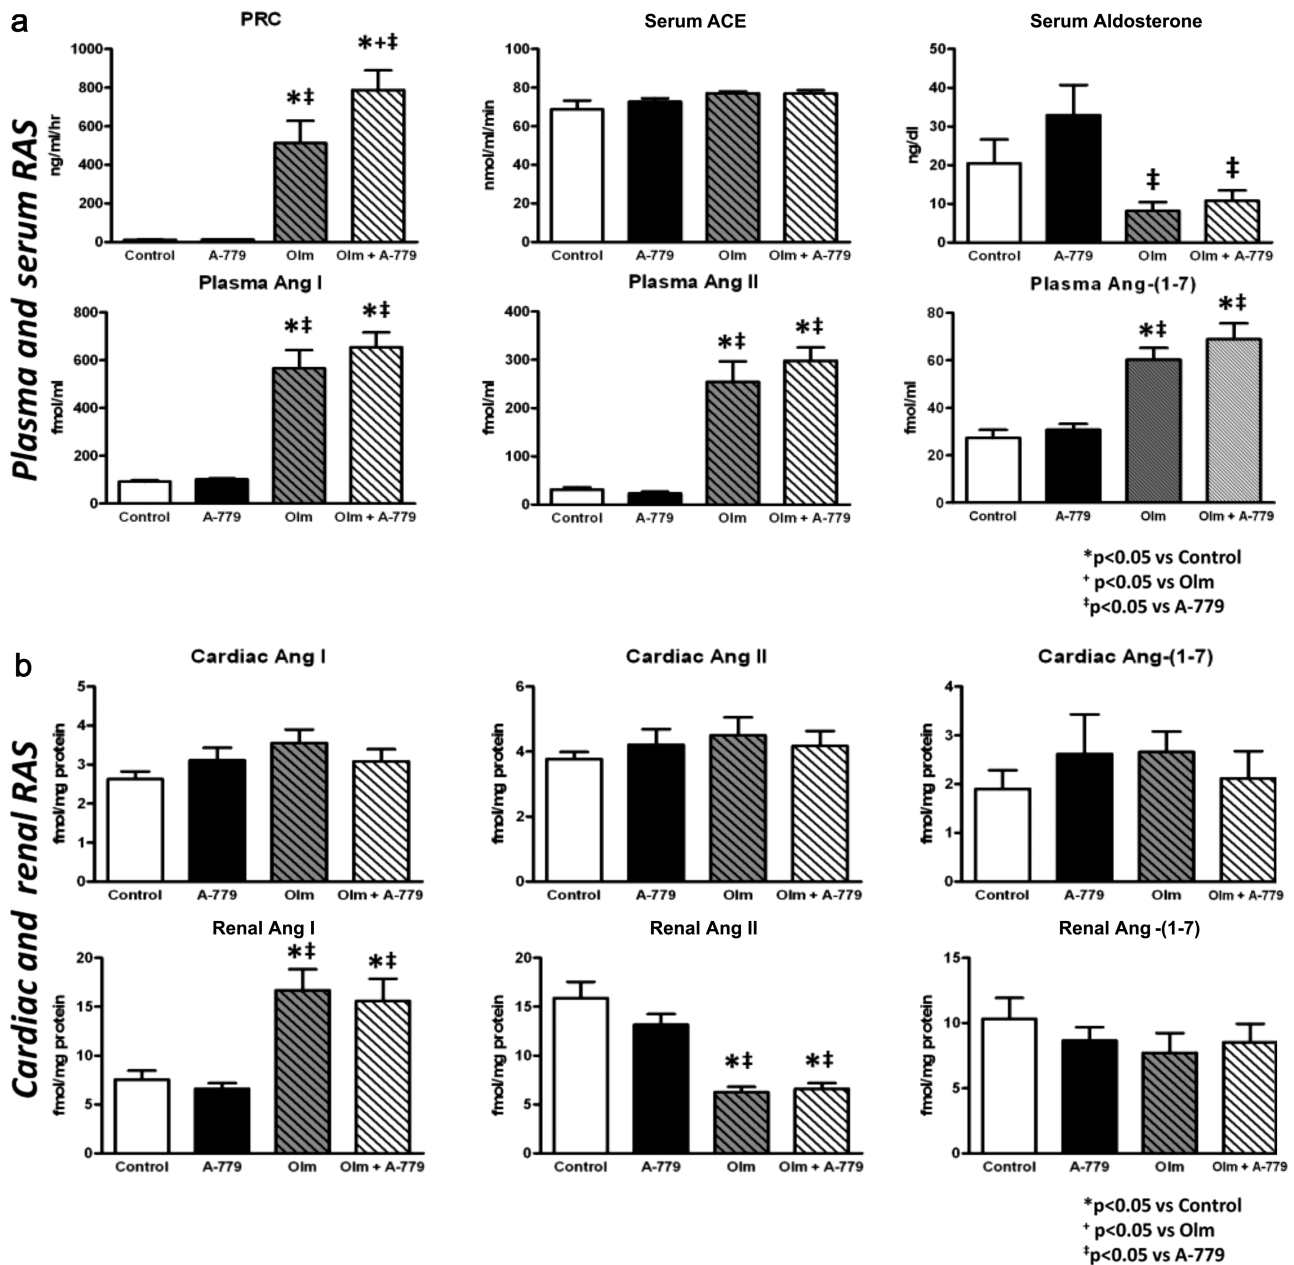 a
Plasma and serum RAS
PRC
*+‡
*‡
1000
800
600
400
200
0
ng/ml/hr
Control
A-779
Olm
Olm + A-779
Serum ACE
100
80
60
40
20
0
nmol/ml/min
Control
A-779
Olm
Olm + A-779
Serum Aldosterone
50
40
30
20
10
0
ng/dl
‡
‡
Control
A-779
Olm
Olm + A-779
Plasma Ang I
800
600
400
200
0
fmol/ml
*‡
*‡
Control
A-779
Olm
Olm + A-779
Plasma Ang II
400
300
200
100
0
fmol/ml
*‡
*‡
Control
A-779
Olm
Olm + A-779
Plasma Ang-(1-7)
80
60
40
20
0
fmol/ml
*‡
*‡
Control
A-779
Olm
Olm + A-779
*p<0.05 vs Control
+ p<0.05 vs Olm
‡p<0.05 vs A-779
b
Cardiac and renal RAS
Cardiac Ang I
5
4
3
2
1
0
fmol/mg protein
Control
A-779
Olm
Olm + A-779
Cardiac Ang II
6
4
2
0
fmol/mg protein
Control
A-779
Olm
Olm + A-779
Cardiac Ang-(1-7)
4
3
2
1
0
fmol/mg protein
Control
A-779
Olm
Olm + A-779
Renal Ang I
20
15
10
5
0
fmol/mg protein
*‡
*‡
Control
A-779
Olm
Olm + A-779
Renal Ang II
20
15
10
5
0
fmol/mg protein
*‡
*‡
Control
A-779
Olm
Olm + A-779
Renal Ang -(1-7)
15
10
5
0
fmol/mg protein
Control
A-779
Olm
Olm + A-779
*p<0.05 vs Control
+ p<0.05 vs Olm
‡p<0.05 vs A-779